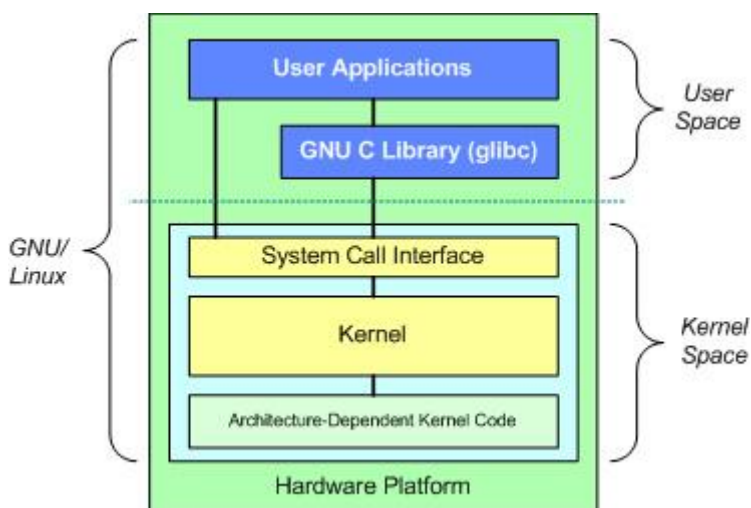 User Applications
User
Space
GNU C Library (glibc)
GNU/
Linux
System Call Interface
Kernel
Kernel
Space
Architecture-Dependent Kernel Code
Hardware Platform